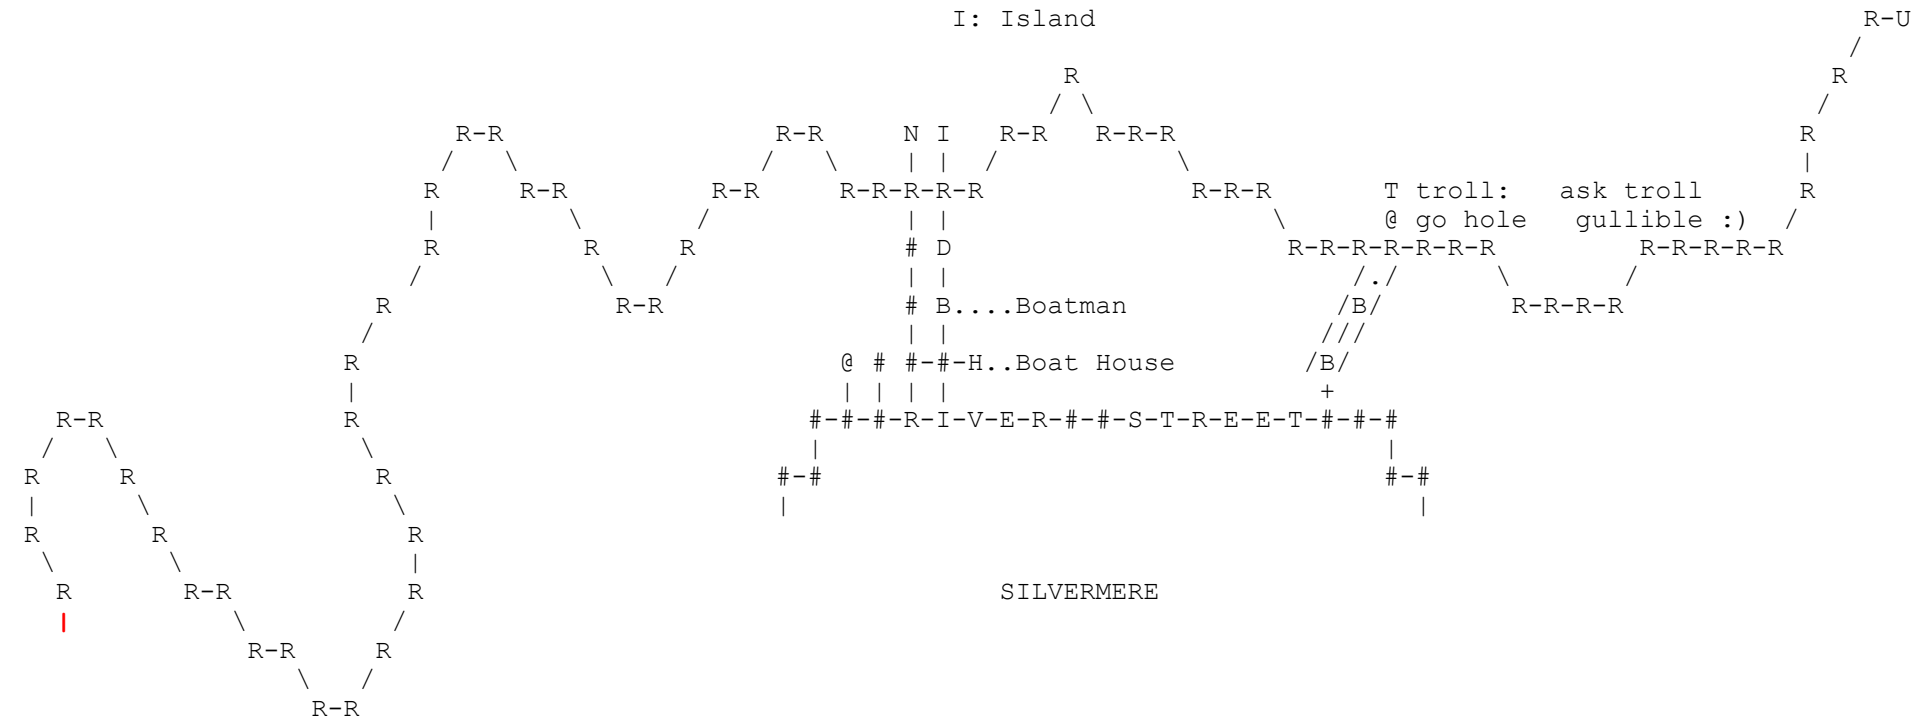 I: Island R-U
/
R R
/ \ /
R-R R-R N I R-R R-R-R R
/ \ / \ | | / \ |
R R-R R-R R-R-R-R-R R-R-R T troll: ask troll R
| \ / | | \ @ go hole gullible :) /
R R R # D R-R-R-R-R-R-R R-R-R-R-R
/ \ / | | /./ \ /
R R-R # B....Boatman /B/ R-R-R-R
/ | | ///
R @ # #-#-H..Boat House /B/
| | | | | +
R-R R #-#-#-R-I-V-E-R-#-#-S-T-R-E-E-T-#-#-#
/ \ \ | |
R R R #-# #-#
| \ \ | |
R R R
\ \ |
R R-R R SILVERMERE
| \ /
R-R R
\ /
R-R